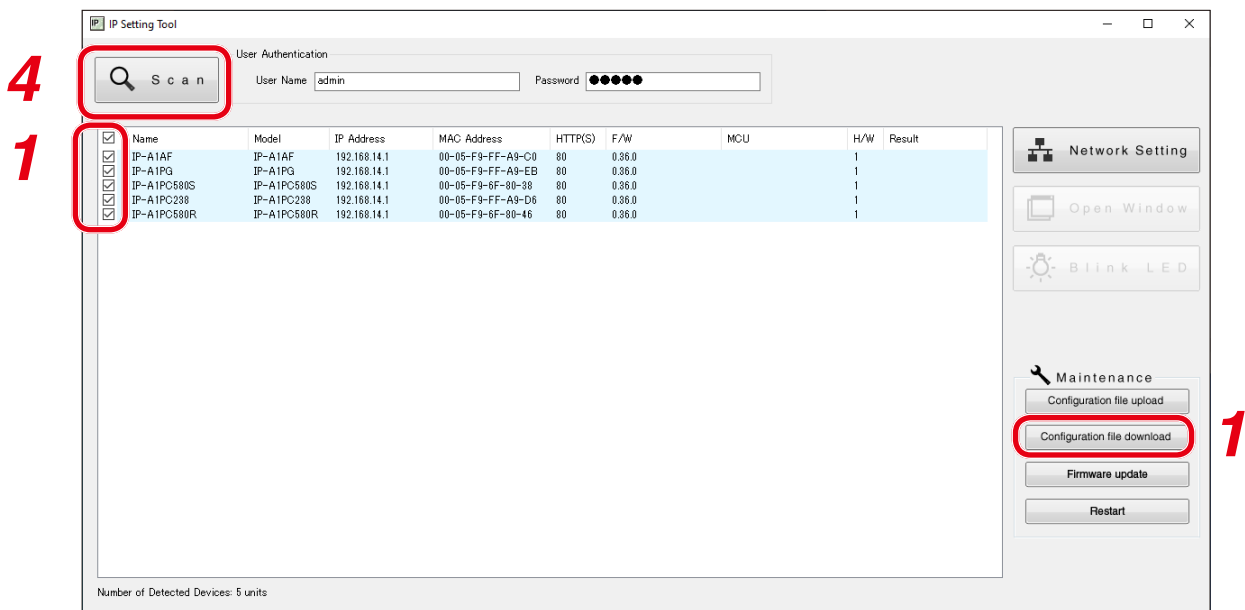 IP IP Setting Tool
4
Scan
User Authentication
User Name admin
Password ●●●●●
1
Name Model IP Address MAC Address HTTP(S) F/W MCU H/W Result
IP-A1AF IP-A1AF 192.168.14.1 00-05-F9-FF-A9-C0 80 0.36.0 1
IP-A1PG IP-A1PG 192.168.14.1 00-05-F9-FF-A9-EB 80 0.36.0 1
IP-A1PC580S IP-A1PC580S 192.168.14.1 00-05-F9-6F-80-38 80 0.36.0 1
IP-A1PC238 IP-A1PC238 192.168.14.1 00-05-F9-FF-A9-D6 80 0.36.0 1
IP-A1PC580R IP-A1PC580R 192.168.14.1 00-05-F9-6F-80-46 80 0.36.0 1
Network Setting
Open Window
Blink LED
Maintenance
Configuration file upload
Configuration file download
1
Firmware update
Restart
Number of Detected Devices: 5 units